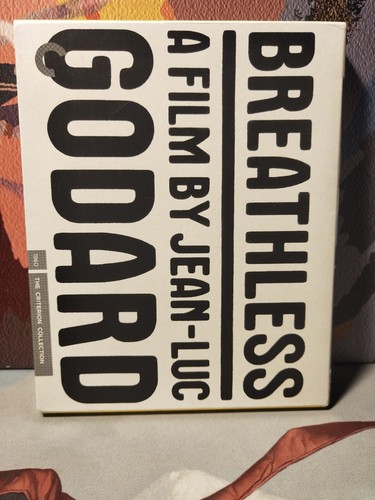 BREATHLESS
A FILM BY JEAN-LUC
GODARD
1960 THE CRITERION COLLECTION